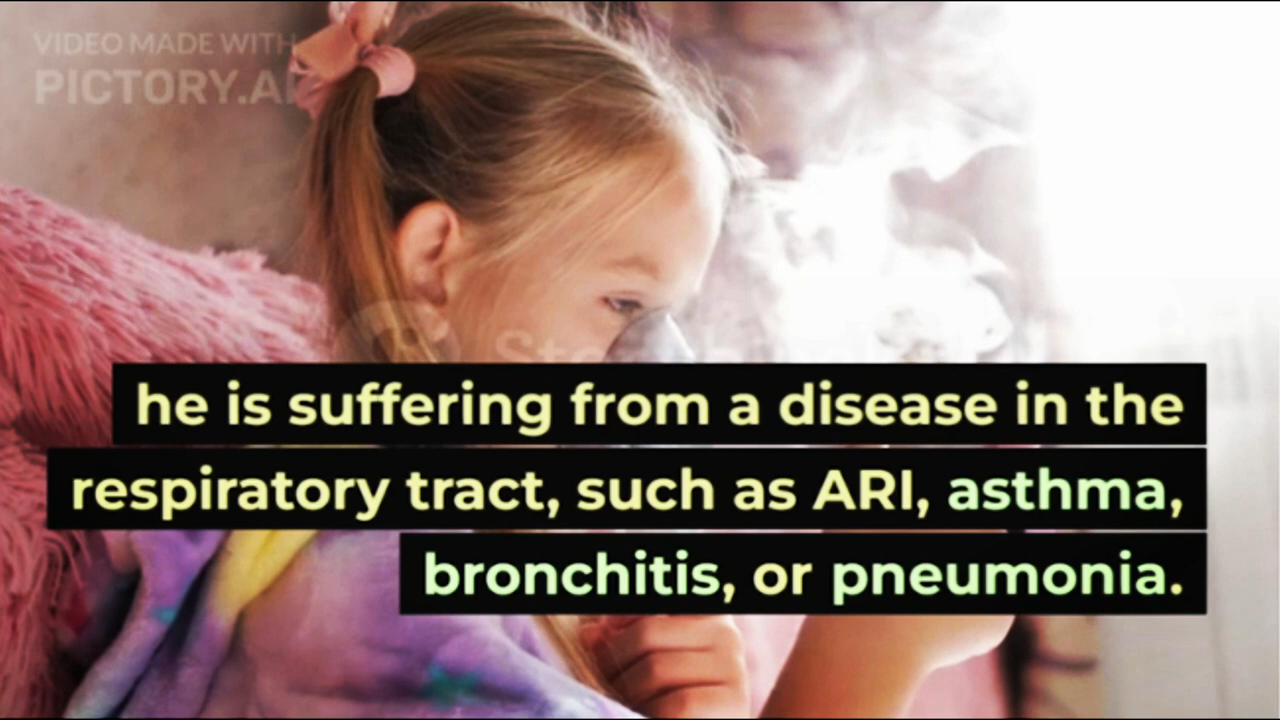 VIDEO MADE WITH
PICTORY.AI
he is suffering from a disease in the
respiratory tract, such as ARI, asthma,
bronchitis, or pneumonia.